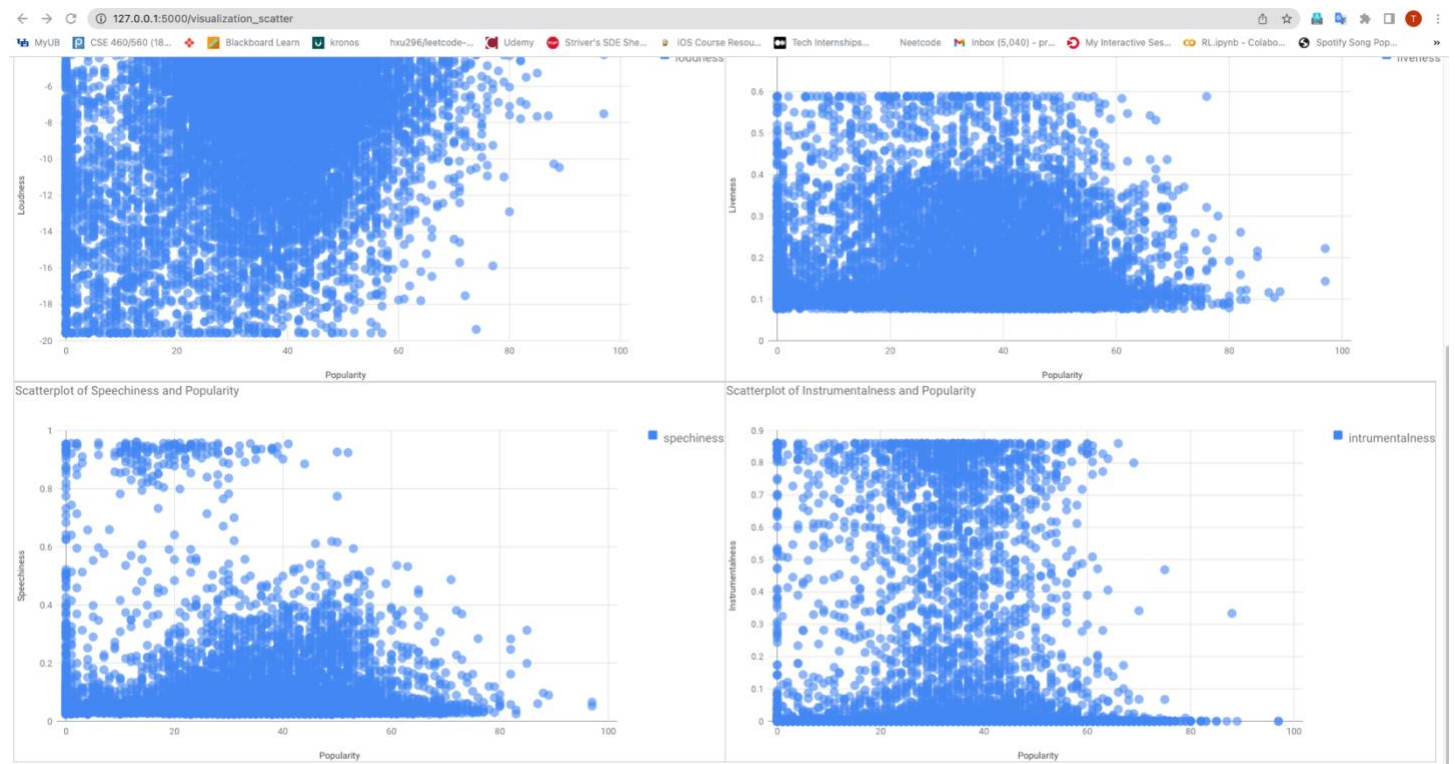 127.0.0.1:5000/visualization_scatter
MyUB CSE 460/560 (18... Blackboard Learn kronos hxu296/leetcode-... Udemy Striver's SDE She... iOS Course Resou... Tech Internships... Neetcode Inbox (5,040) – pr... My Interactive Ses... RL.ipynb - Colabo... Spotify Song Pop... »
T
loudness
-6
-8
-10
-12
-14
-16
-18
-20
Loudness
0 20 40 60 80 100
Popularity
liveness
0.6
0.5
0.4
0.3
0.2
0.1
0
Liveness
0 20 40 60 80 100
Popularity
Scatterplot of Speechiness and Popularity
spechiness
1
0.8
0.6
0.4
0.2
0
Speechiness
0 20 40 60 80 100
Popularity
Scatterplot of Instrumentalness and Popularity
intrumentalness
0.9
0.8
0.7
0.6
0.5
0.4
0.3
0.2
0.1
0
Instrumentalness
0 20 40 60 80 100
Popularity